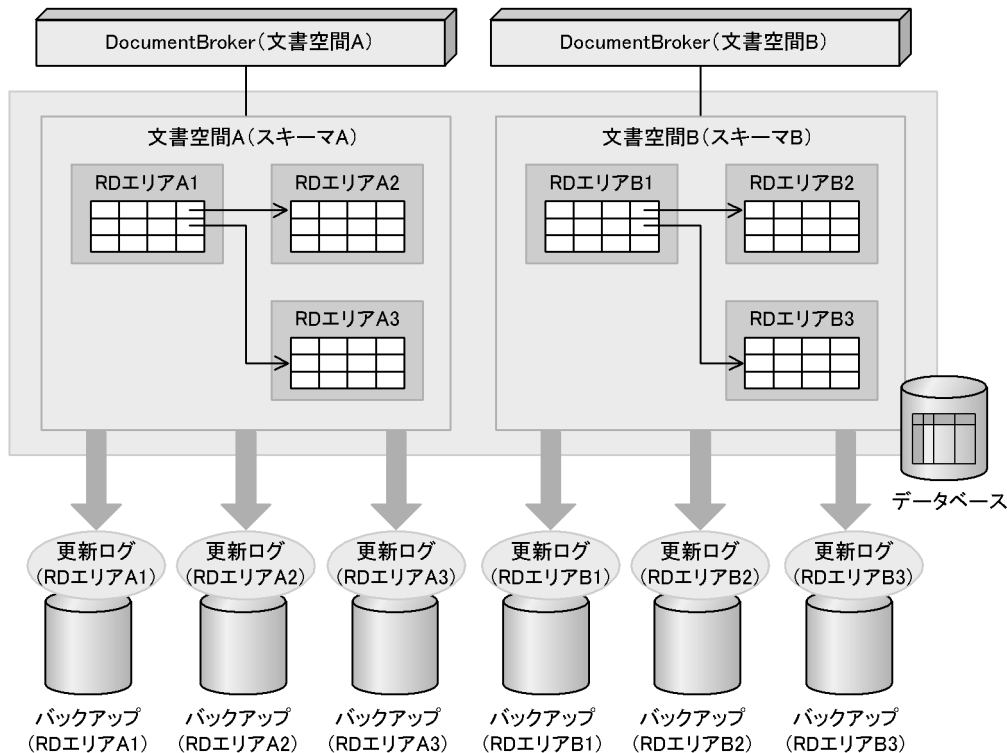 DocumentBroker(文書空間A)
DocumentBroker(文書空間B)
文書空間A(スキーマA)
文書空間B(スキーマB)
RDエリアA1
RDエリアA2
RDエリアB1
RDエリアB2
RDエリアA3
RDエリアB3
データベース
更新ログ
(RDエリアA1)
更新ログ
(RDエリアA2)
更新ログ
(RDエリアA3)
更新ログ
(RDエリアB1)
更新ログ
(RDエリアB2)
更新ログ
(RDエリアB3)
バックアップ
(RDエリアA1)
バックアップ
(RDエリアA2)
バックアップ
(RDエリアA3)
バックアップ
(RDエリアB1)
バックアップ
(RDエリアB2)
バックアップ
(RDエリアB3)